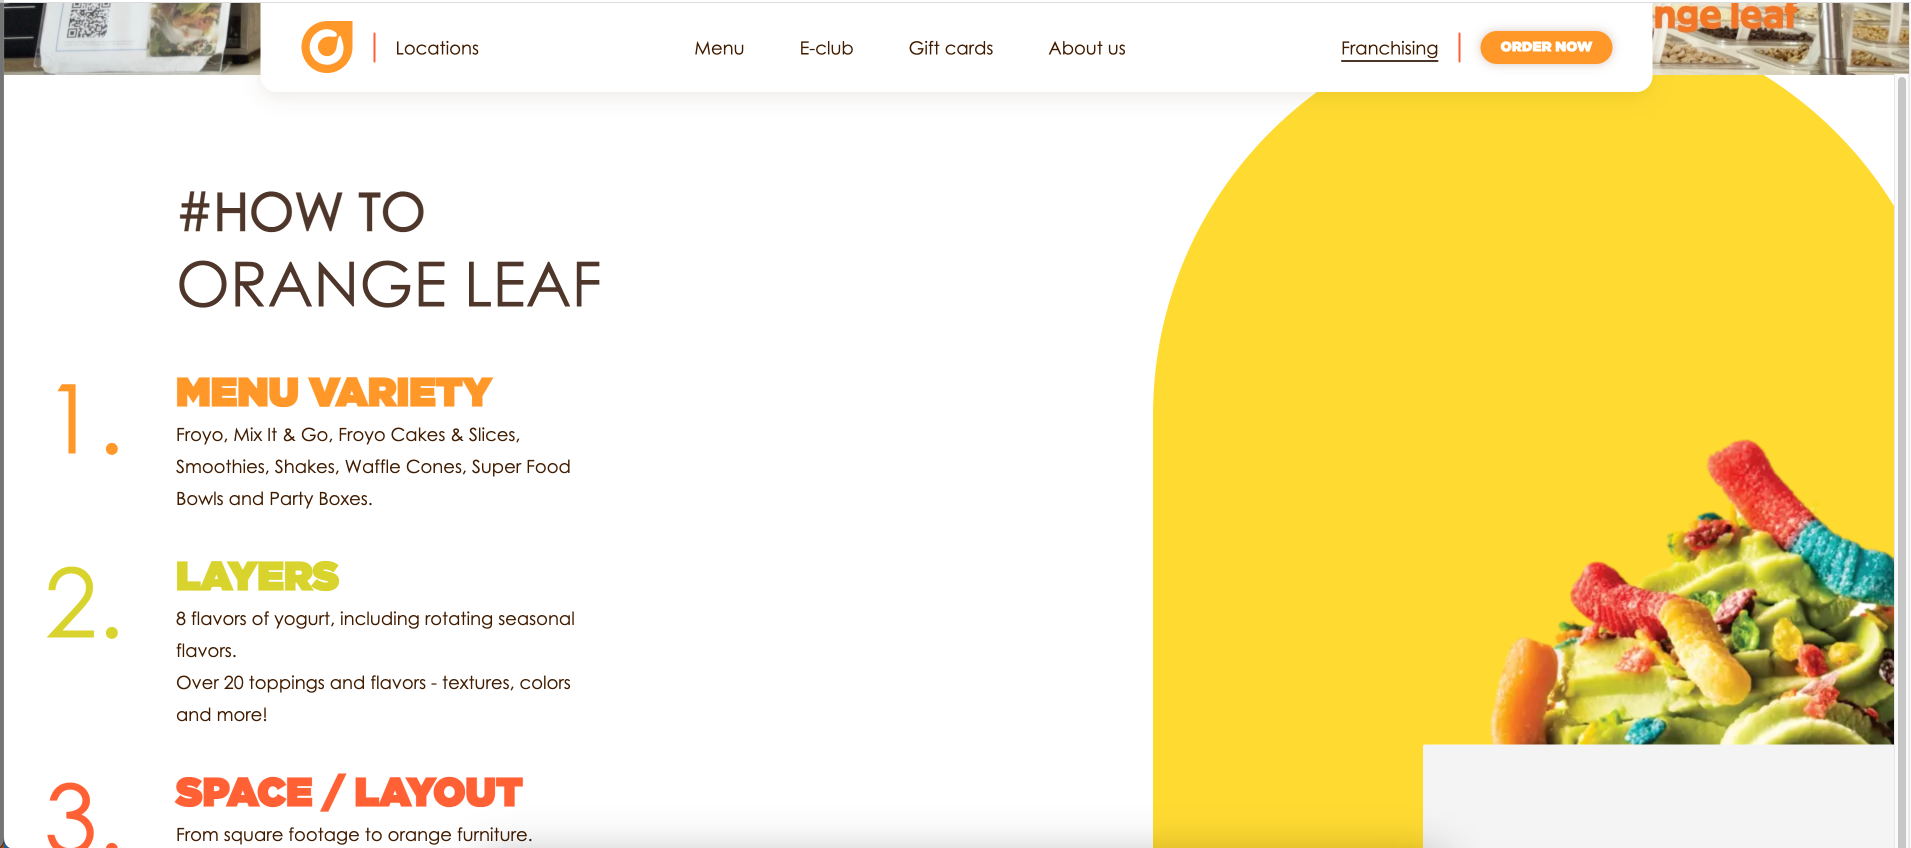 nge leaf
Locations
Menu
E-club
Gift cards
About us
Franchising
ORDER NOW
#HOW TO
ORANGE LEAF
1.
MENU VARIETY
Froyo, Mix It & Go, Froyo Cakes & Slices,
Smoothies, Shakes, Waffle Cones, Super Food
Bowls and Party Boxes.
2.
LAYERS
8 flavors of yogurt, including rotating seasonal
flavors.
Over 20 toppings and flavors - textures, colors
and more!
3.
SPACE / LAYOUT
From square footage to orange furniture.